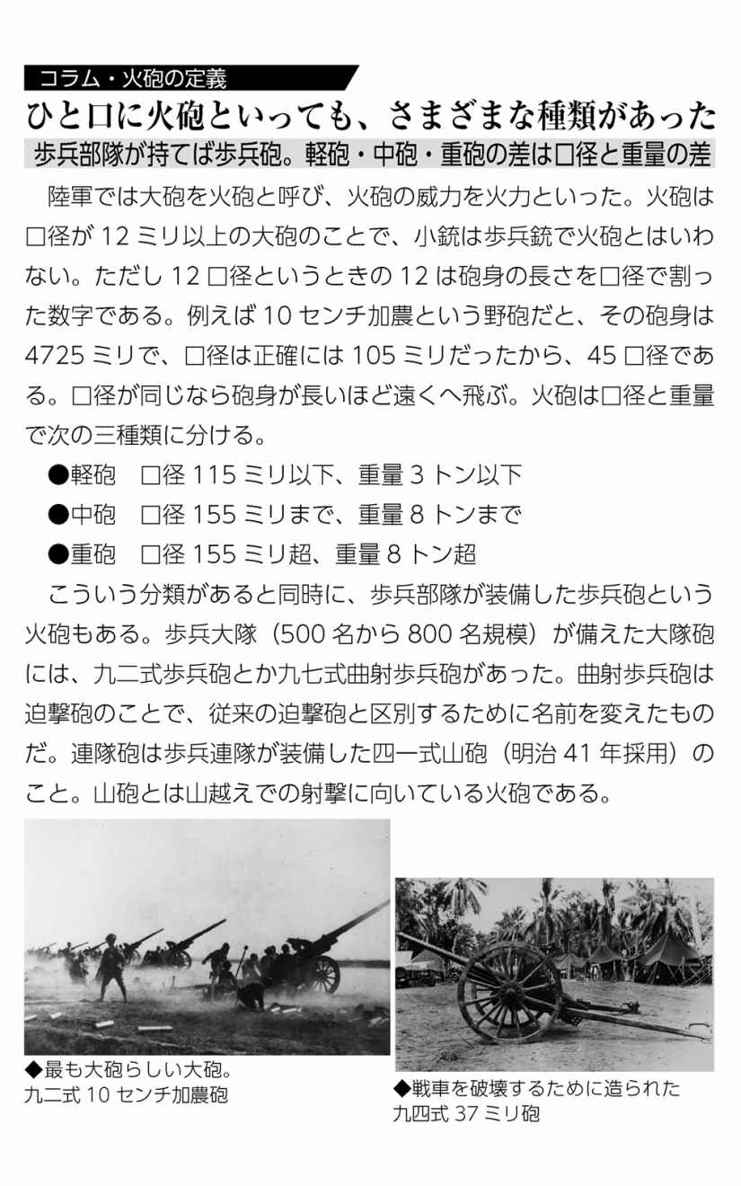 コラム・火砲の定義
ひと口に火砲といっても、さまざまな種類があった
歩兵部隊が持てば歩兵砲。軽砲・中砲・重砲の差は口径と重量の差
陸軍では大砲を火砲と呼び、火砲の威力を火力といった。火砲は
口径が 12 ミリ以上の大砲のことで、小銃は歩兵銃で火砲とはいわ
ない。ただし 12 口径というときの 12 は砲身の長さを口径で割っ
た数字である。例えば 10 センチ加農という野砲だと、その砲身は
4725 ミリで、口径は正確には 105 ミリだったから、45 口径であ
る。口径が同じなら砲身が長いほど遠くへ飛ぶ。火砲は口径と重量
で次の三種類に分ける。
●軽砲　口径 115 ミリ以下、重量 3 トン以下
●中砲　口径 155 ミリまで、重量 8 トンまで
●重砲　口径 155 ミリ超、重量 8 トン超
こういう分類があると同時に、歩兵部隊が装備した歩兵砲という
火砲もある。歩兵大隊（500 名から 800 名規模）が備えた大隊砲
には、九二式歩兵砲とか九七式曲射歩兵砲があった。曲射歩兵砲は
迫撃砲のことで、従来の迫撃砲と区別するために名前を変えたもの
だ。連隊砲は歩兵連隊が装備した四一式山砲（明治 41 年採用）の
こと。山砲とは山越えでの射撃に向いている火砲である。
◆最も大砲らしい大砲。
九二式 10 センチ加農砲
◆戦車を破壊するために造られた
九四式 37 ミリ砲